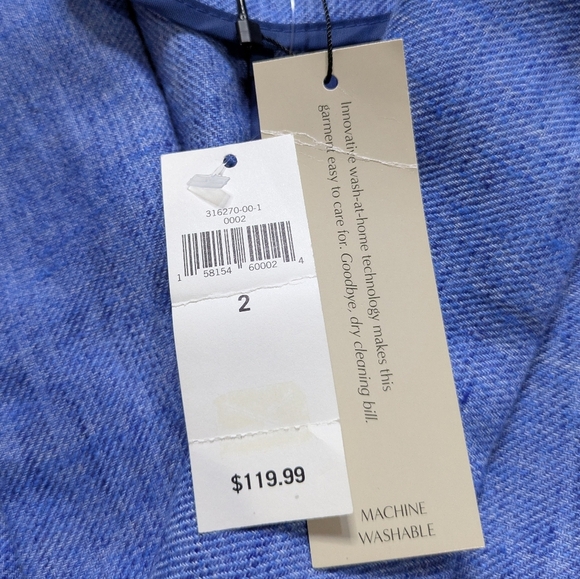 316270-00-1
0002
1 58154 60002 4
2
$119.99
Innovative wash-at-home technology makes this
garment easy to care for. Goodbye, dry cleaning bill.
MACHINE
WASHABLE